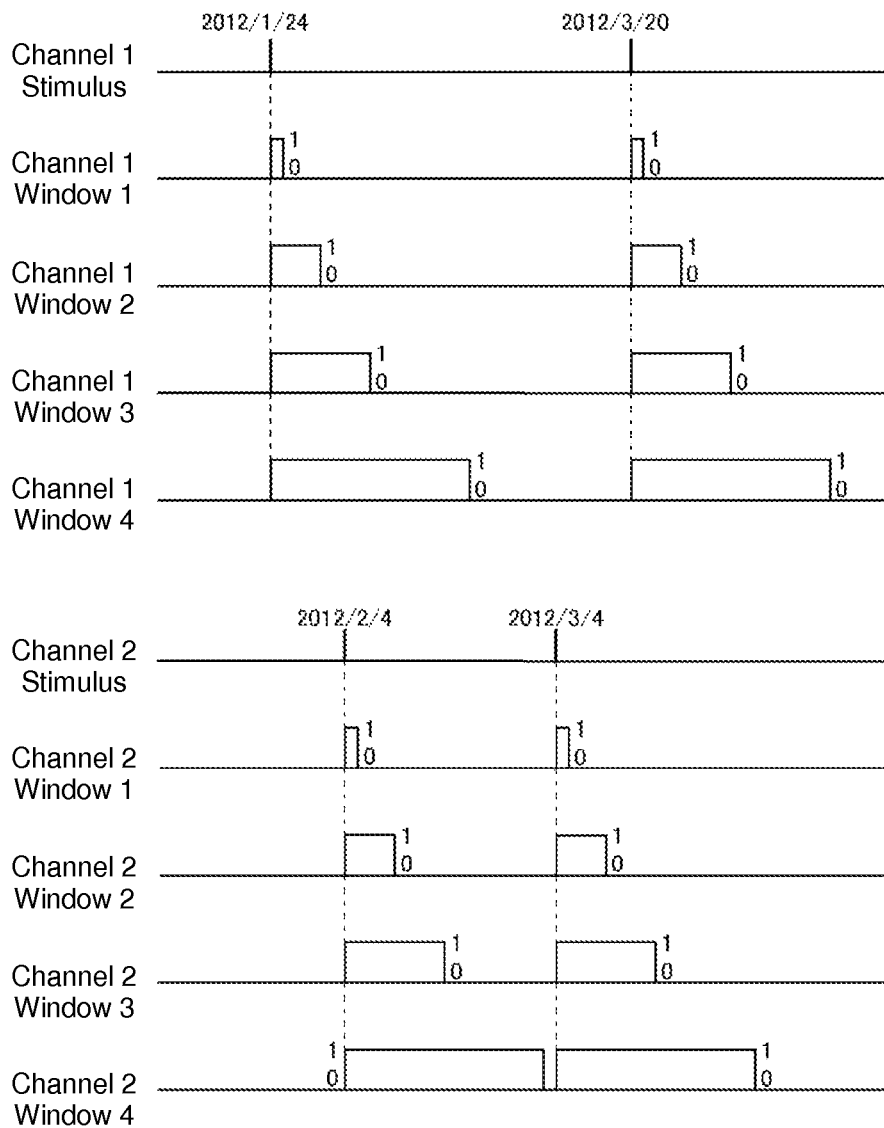 2012/1/24 2012/3/20
Channel 1
Stimulus
Channel 1
Window 1
1 1
0 0
Channel 1
Window 2
1 1
0 0
Channel 1
Window 3
1 1
0 0
Channel 1
Window 4
1 1
0 0
2012/2/4 2012/3/4
Channel 2
Stimulus
Channel 2
Window 1
1 1
0 0
Channel 2
Window 2
1 1
0 0
Channel 2
Window 3
1 1
0 0
Channel 2
Window 4
1 1
0 0